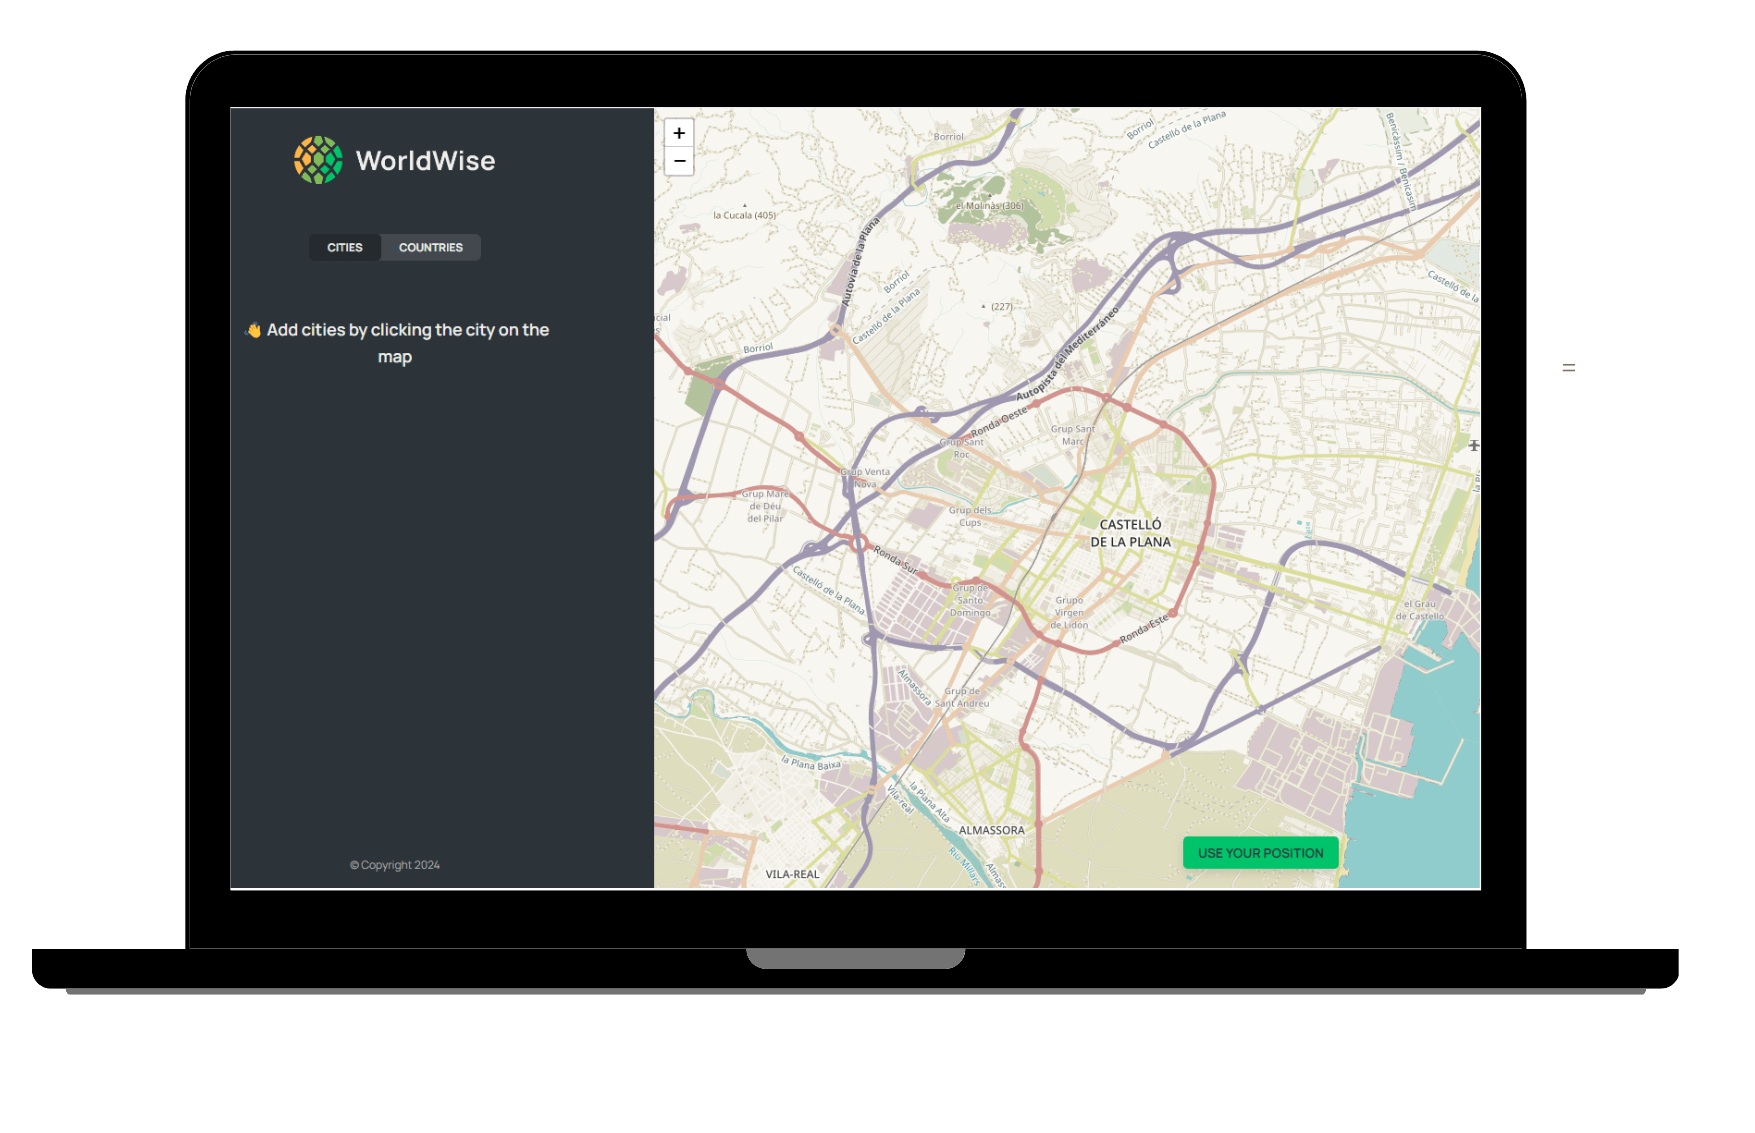 WorldWise
CITIES
COUNTRIES
👋 Add cities by clicking the city on the
map
© Copyright 2024
+
−
Borriol
Borriol
Castelló de la Plana
Benicàssim / Benicasim
la Cucala (405)
el Molinàs (306)
Autovía de la Plana
Borriol
Castelló de la Plana
(227)
Castelló de la
Autopista del Mediterráneo
Borriol
Ronda Oeste
Grup Sant
Marc
Grup Sant
Roc
Grup Venta
Nova
Grup Mare
de Déu
del Pilar
Grup dels
Cups
CASTELLÓ
DE LA PLANA
Ronda Sur
Castelló de la Plana
Grup de
Santo
Domingo
Grupo
Virgen
de Lidón
Ronda Este
el Grau
de Castelló
Almassora
Grup de
Sant Andreu
la Plana Baixa
la Plana Alta
Vila-real
ALMASSORA
Riu Millars
Almass
VILA-REAL
USE YOUR POSITION
=